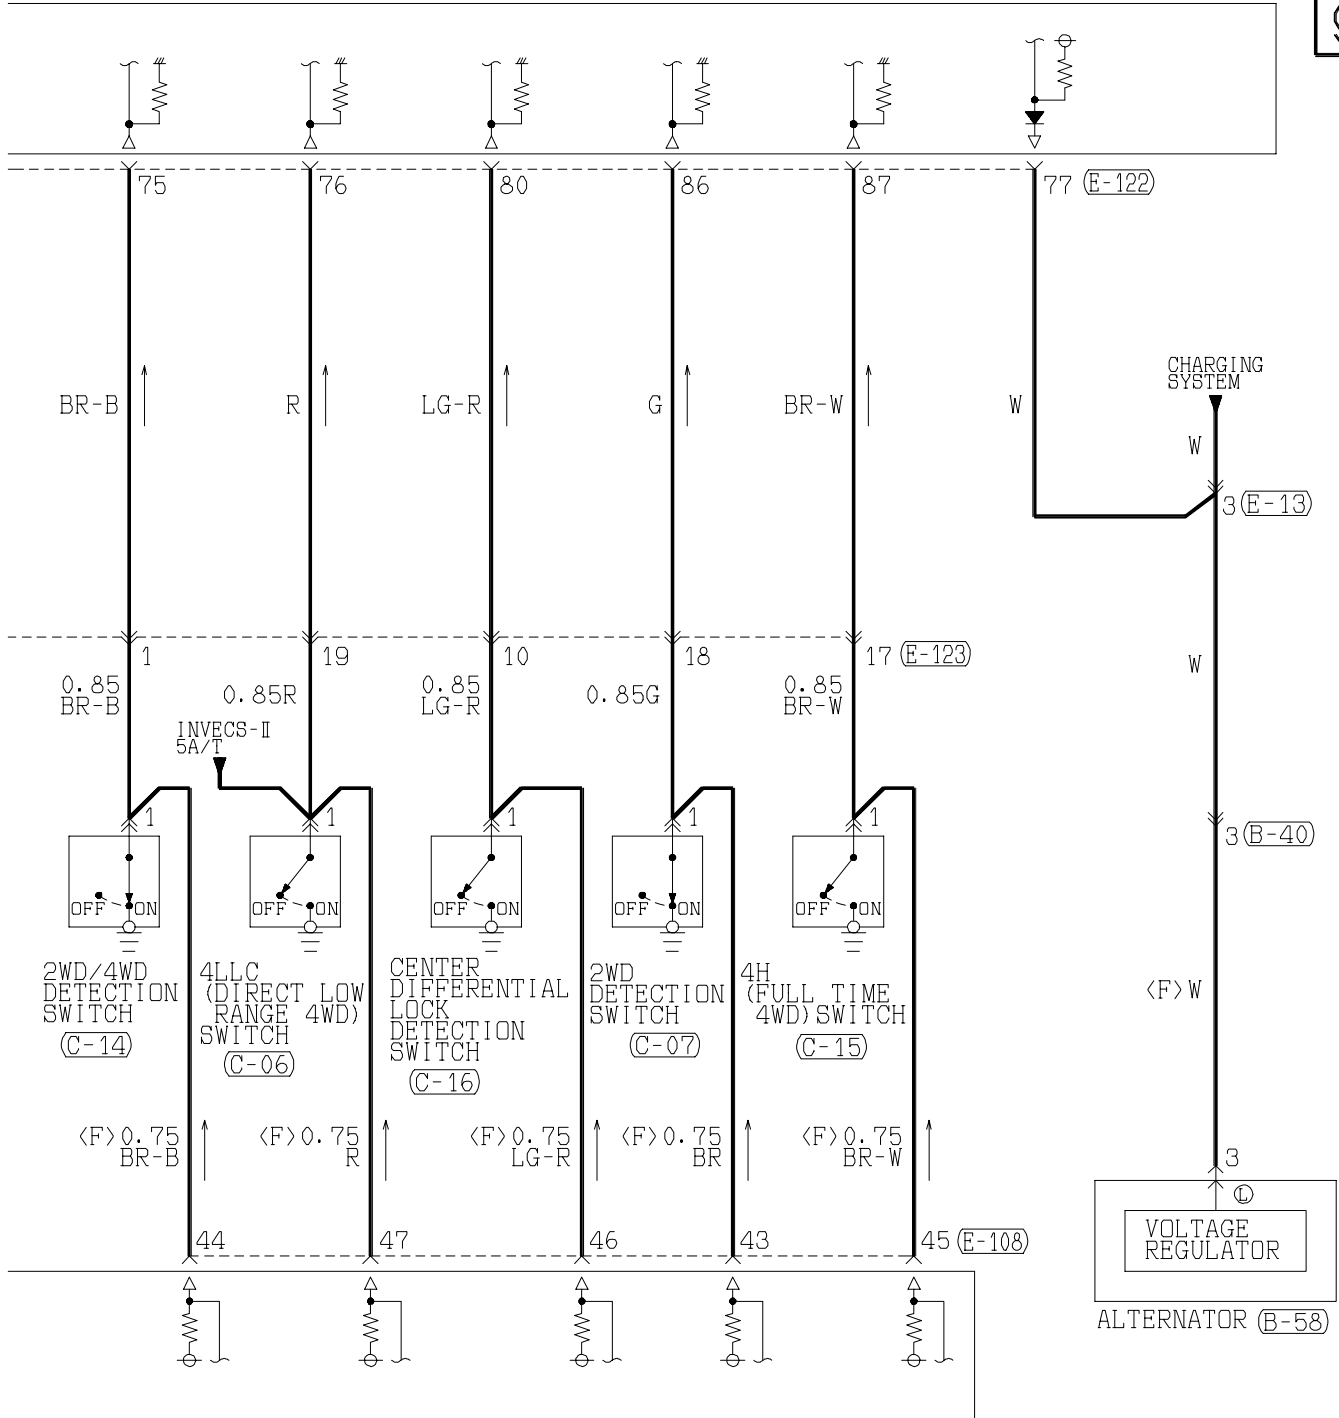 75
76
80
86
87
77 (E-122)
CHARGING
SYSTEM
BR-B
R
LG-R
G
BR-W
W
W
3 (E-13)
1
19
10
18
17 (E-123)
W
0.85
BR-B
0.85R
0.85
LG-R
0.85G
0.85
BR-W
INVECS-Ⅱ
5A/T
1
1
1
1
1
3 (B-40)
OFF ON
OFF ON
OFF ON
OFF ON
OFF ON
2WD/4WD
DETECTION
SWITCH
(C-14)
4LLC
(DIRECT LOW
RANGE 4WD)
SWITCH
(C-06)
CENTER
DIFFERENTIAL
LOCK
DETECTION
SWITCH
(C-16)
2WD
DETECTION
SWITCH
(C-07)
4H
(FULL TIME
4WD) SWITCH
(C-15)
<F>W
<F>0.75
BR-B
<F>0.75
R
<F>0.75
LG-R
<F>0.75
BR
<F>0.75
BR-W
3
L
44
47
46
43
45 (E-108)
VOLTAGE
REGULATOR
ALTERNATOR (B-58)